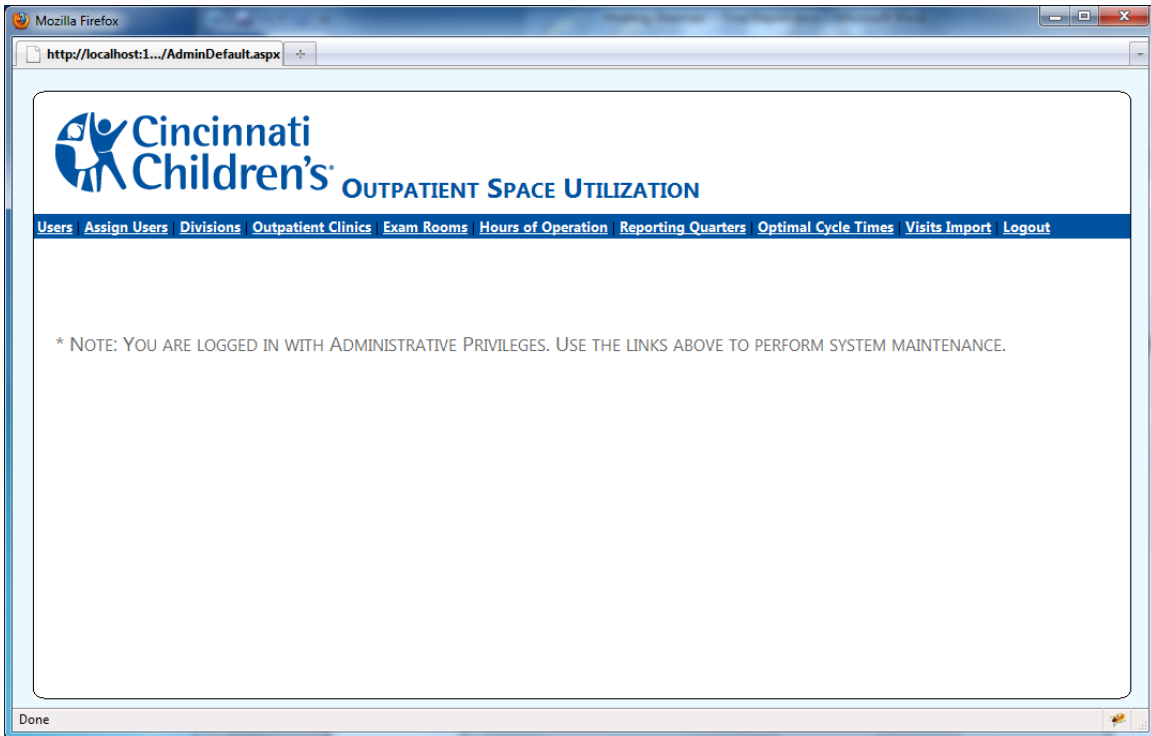 Mozilla Firefox
http://localhost:1.../AdminDefault.aspx
Cincinnati
Children's
OUTPATIENT SPACE UTILIZATION
Users | Assign Users | Divisions | Outpatient Clinics | Exam Rooms | Hours of Operation | Reporting Quarters | Optimal Cycle Times | Visits Import | Logout
* NOTE: YOU ARE LOGGED IN WITH ADMINISTRATIVE PRIVILEGES. USE THE LINKS ABOVE TO PERFORM SYSTEM MAINTENANCE.
Done